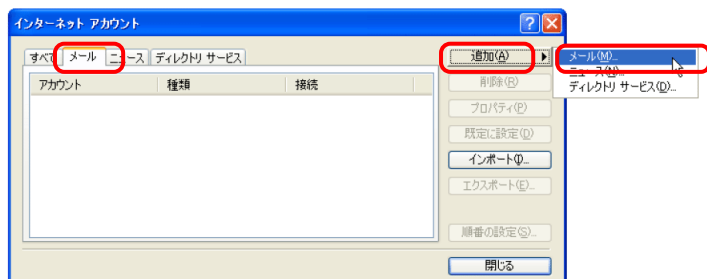 インターネット アカウント
すべて メール ニュース ディレクトリ サービス
アカウント 種類 接続
追加(A)
メール(M)...
ニュース(N)...
ディレクトリ サービス(D)...
削除(R)
プロパティ(P)
既定に設定(D)
インポート(I)...
エクスポート(E)...
順番の設定(S)...
閉じる